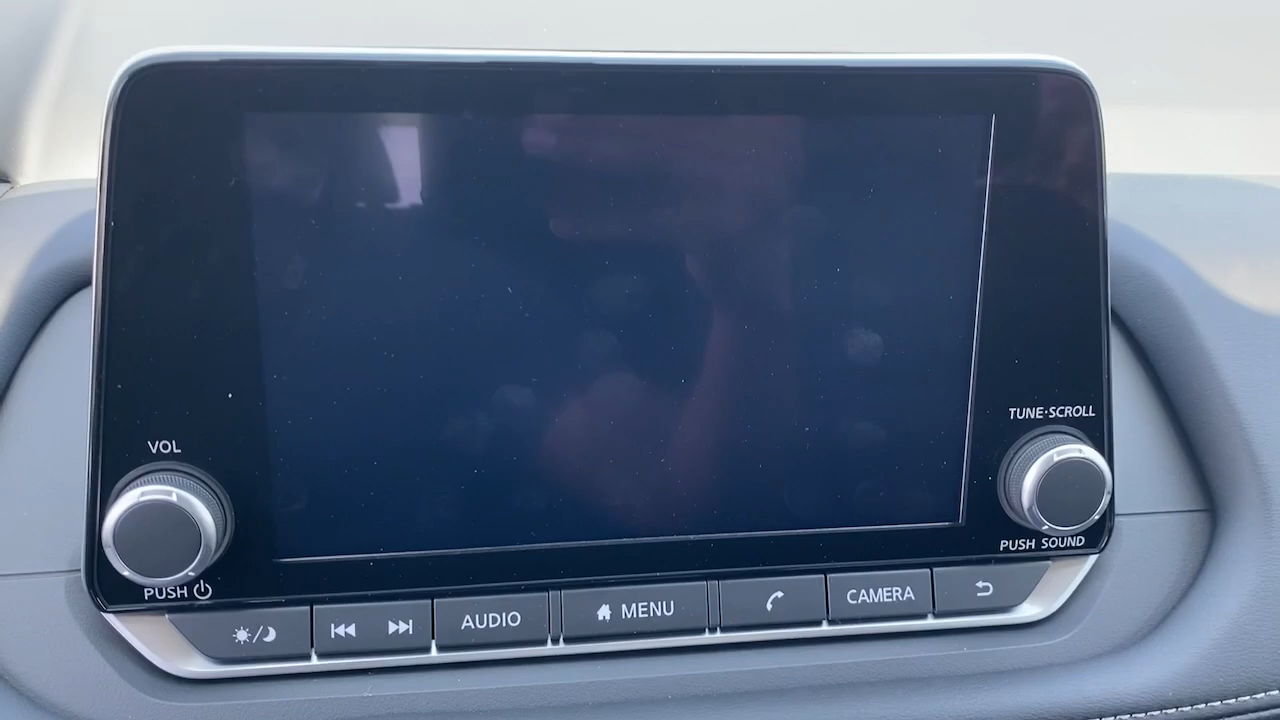 VOL
PUSH
TUNE·SCROLL
PUSH SOUND
AUDIO
MENU
CAMERA